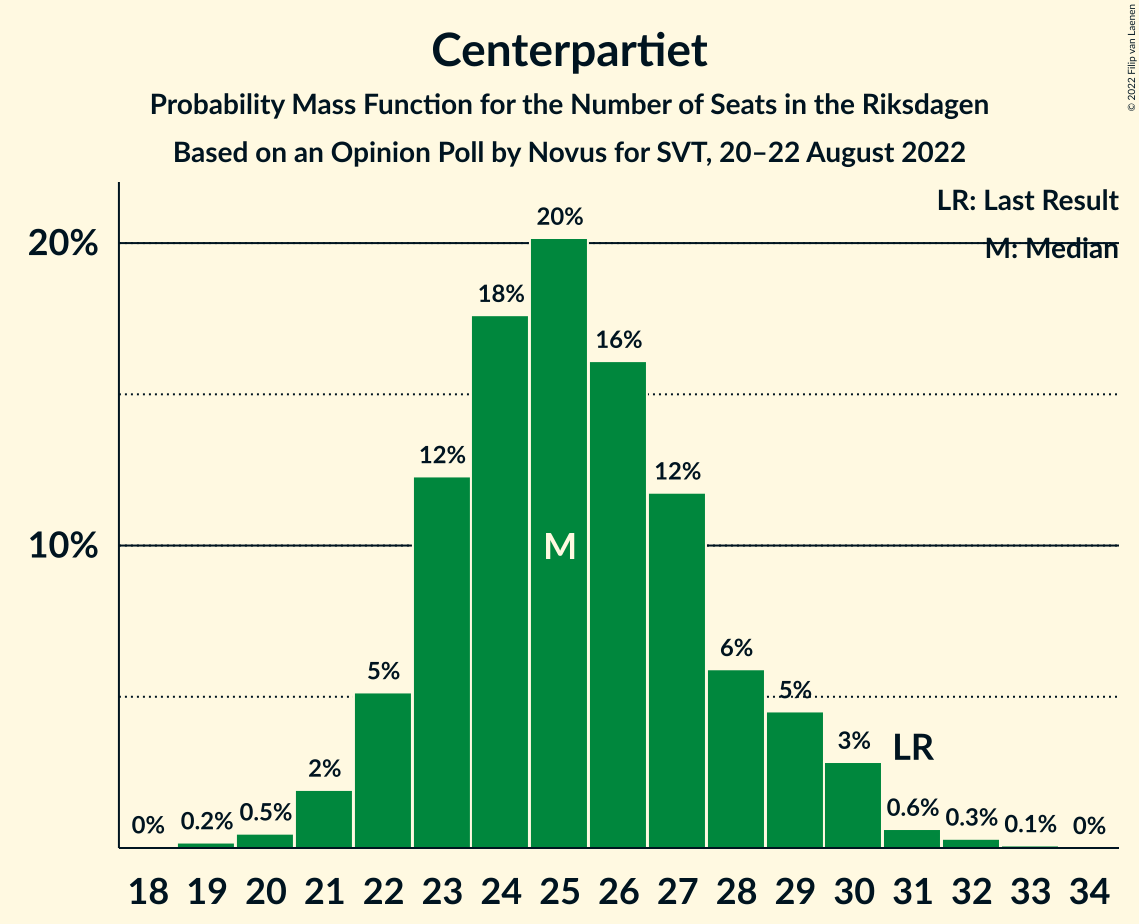 Centerpartiet
Probability Mass Function for the Number of Seats in the Riksdagen
Based on an Opinion Poll by Novus for SVT, 20–22 August 2022
© 2022 Filip van Laenen
LR: Last Result
M: Median
20%
10%
0%
0.2%
0.5%
2%
5%
12%
18%
20%
16%
12%
6%
5%
3%
0.6%
0.3%
0.1%
0%
M
LR
18 19 20 21 22 23 24 25 26 27 28 29 30 31 32 33 34